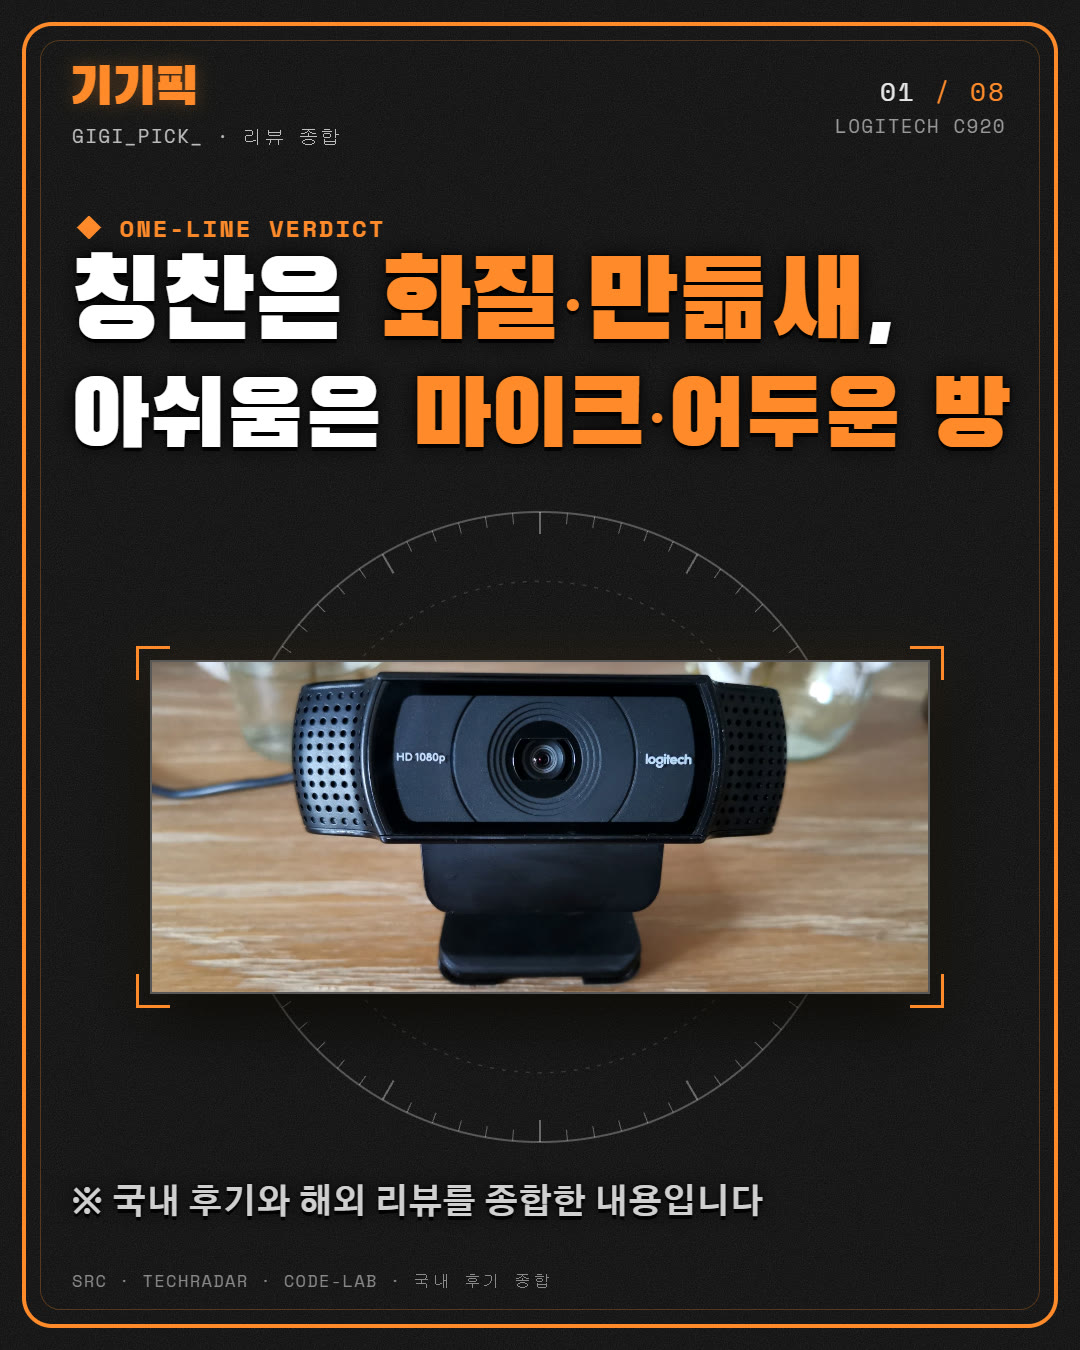 기기픽
GIGI_PICK_ · 리뷰 종합
01 / 08
LOGITECH C920
◆ ONE-LINE VERDICT
칭찬은 화질·만듦새,
아쉬움은 마이크·어두운 방
HD 1080p
logitech
※ 국내 후기와 해외 리뷰를 종합한 내용입니다
SRC · TECHRADAR · CODE-LAB · 국내 후기 종합